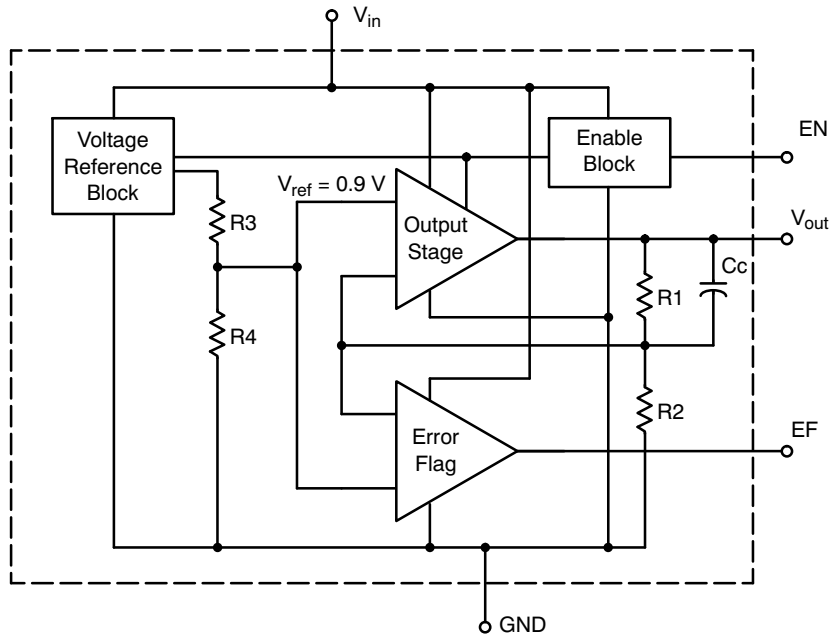 Vin
Voltage
Reference
Block
Enable
Block
EN
Vref = 0.9 V
R3
Output
Stage
Vout
Cc
R1
R4
R2
Error
Flag
EF
GND